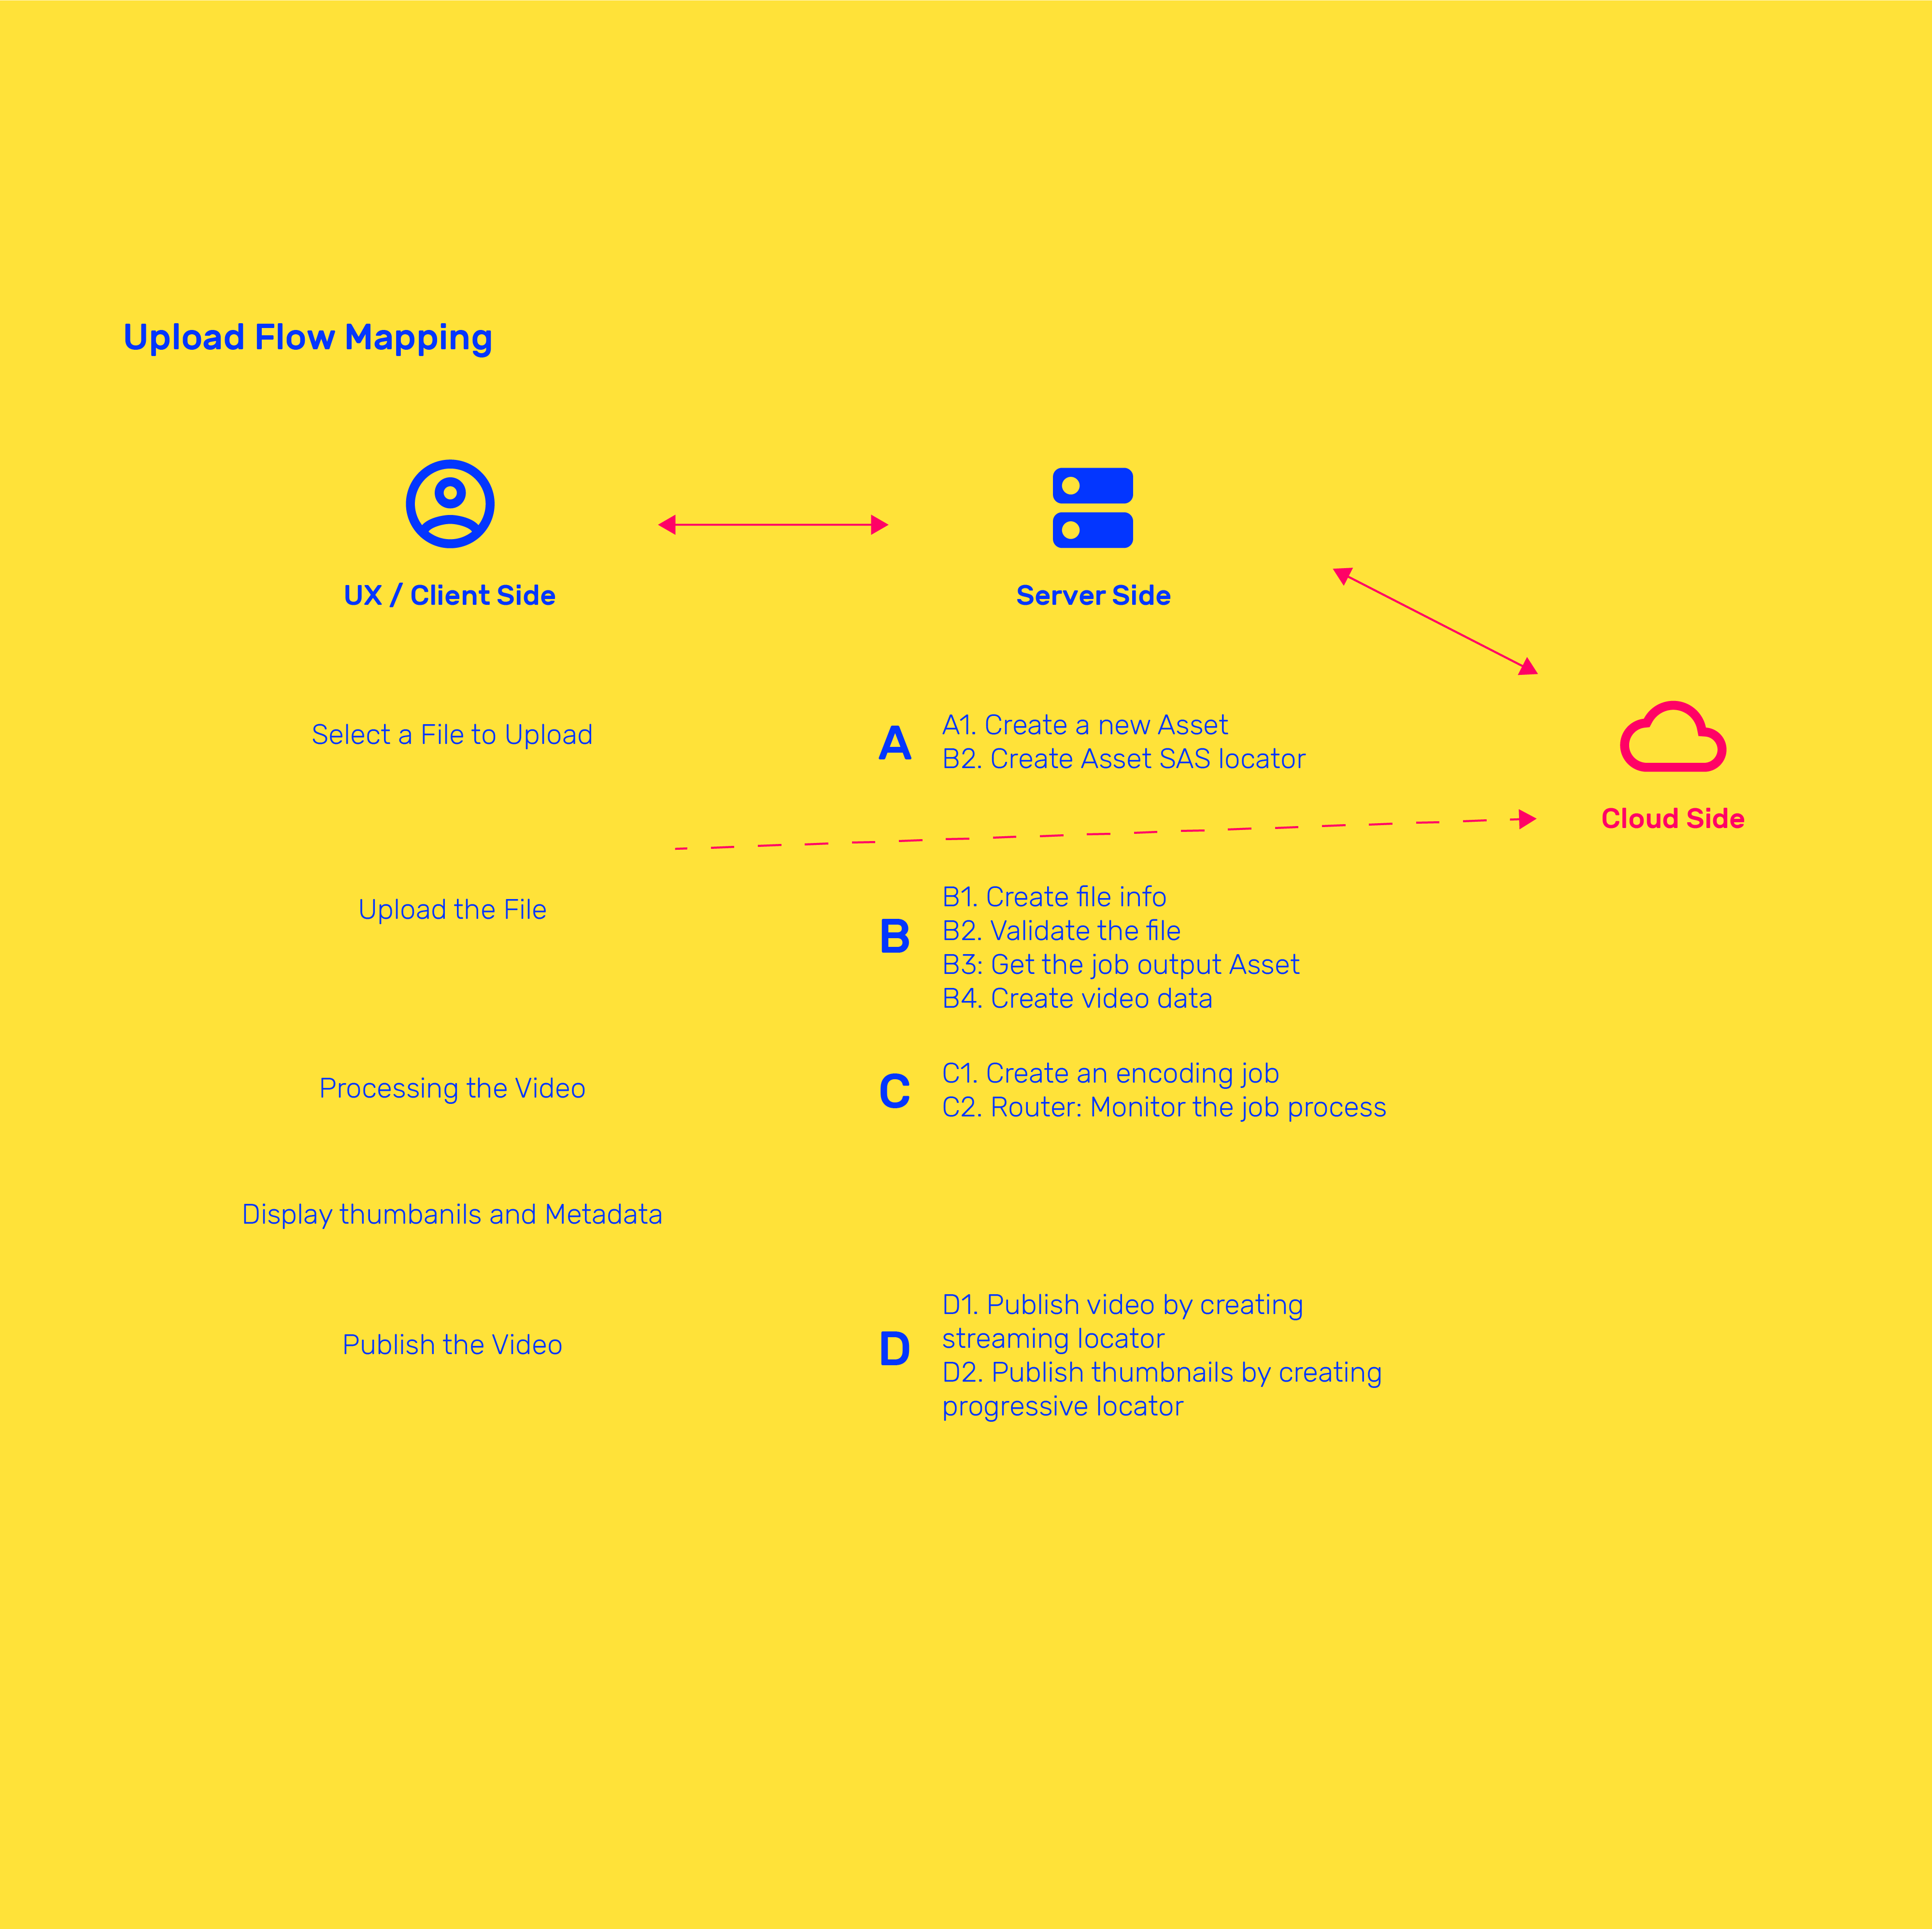 Upload Flow Mapping
UX / Client Side
Server Side
Cloud Side
Select a File to Upload
A
A1. Create a new Asset
B2. Create Asset SAS locator
Upload the File
B
B1. Create file info
B2. Validate the file
B3: Get the job output Asset
B4. Create video data
Processing the Video
C
C1. Create an encoding job
C2. Router: Monitor the job process
Display thumbanils and Metadata
Publish the Video
D
D1. Publish video by creating
streaming locator
D2. Publish thumbnails by creating
progressive locator